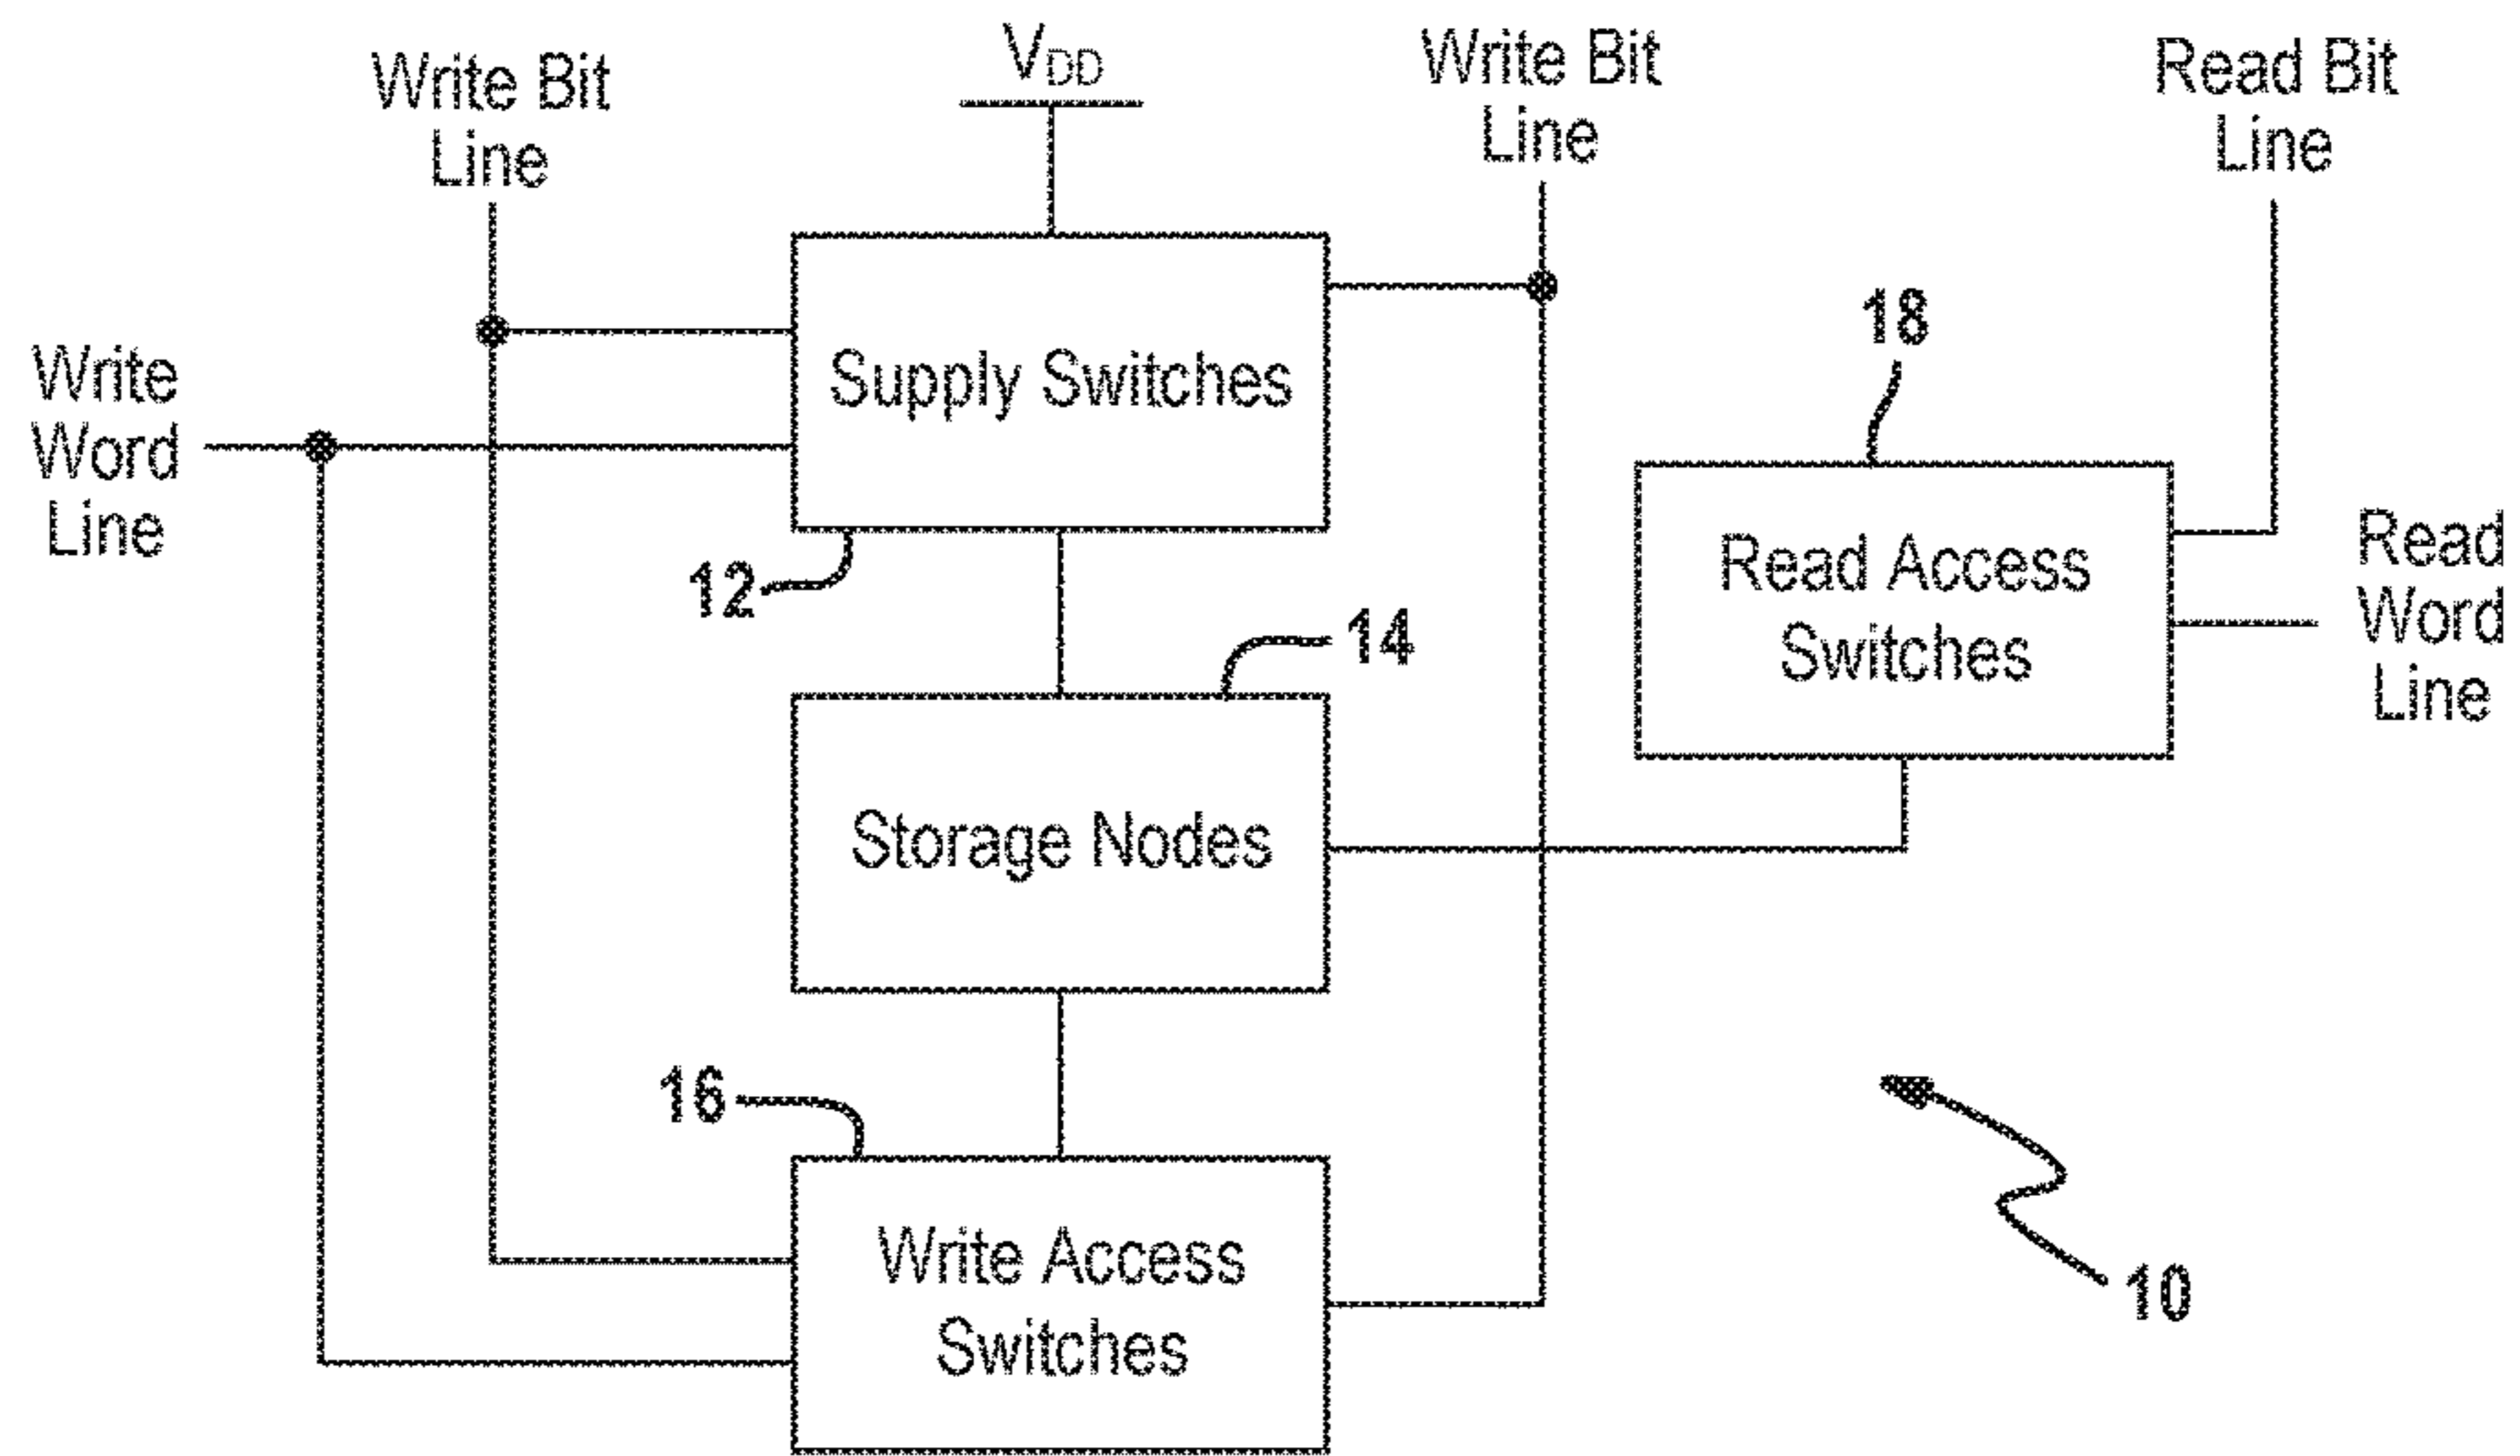 Write Bit
Line
V_DD
Write Bit
Line
Read Bit
Line
Write
Word
Line
Supply Switches
12
18
Read Access
Switches
Read
Word
Line
14
Storage Nodes
16
Write Access
Switches
10